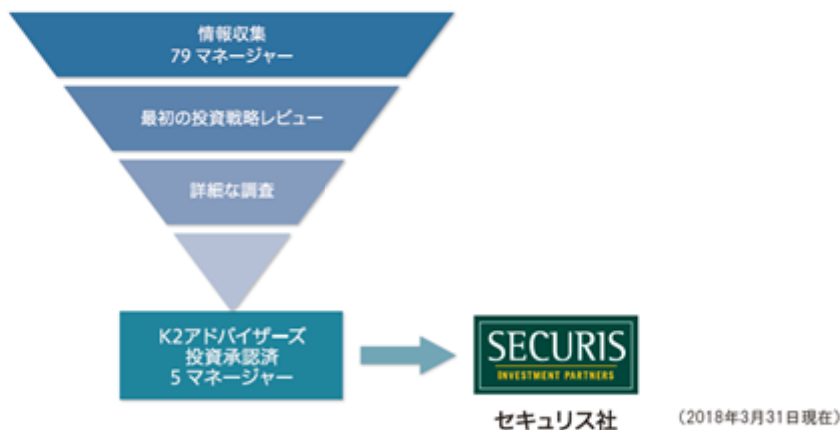 情報収集
79 マネージャー
最初の投資戦略レビュー
詳細な調査
K2アドバイザーズ
投資承認済
5 マネージャー
SECURIS
INVESTMENT PARTNERS
セキュリス社
(2018年3月31日現在)